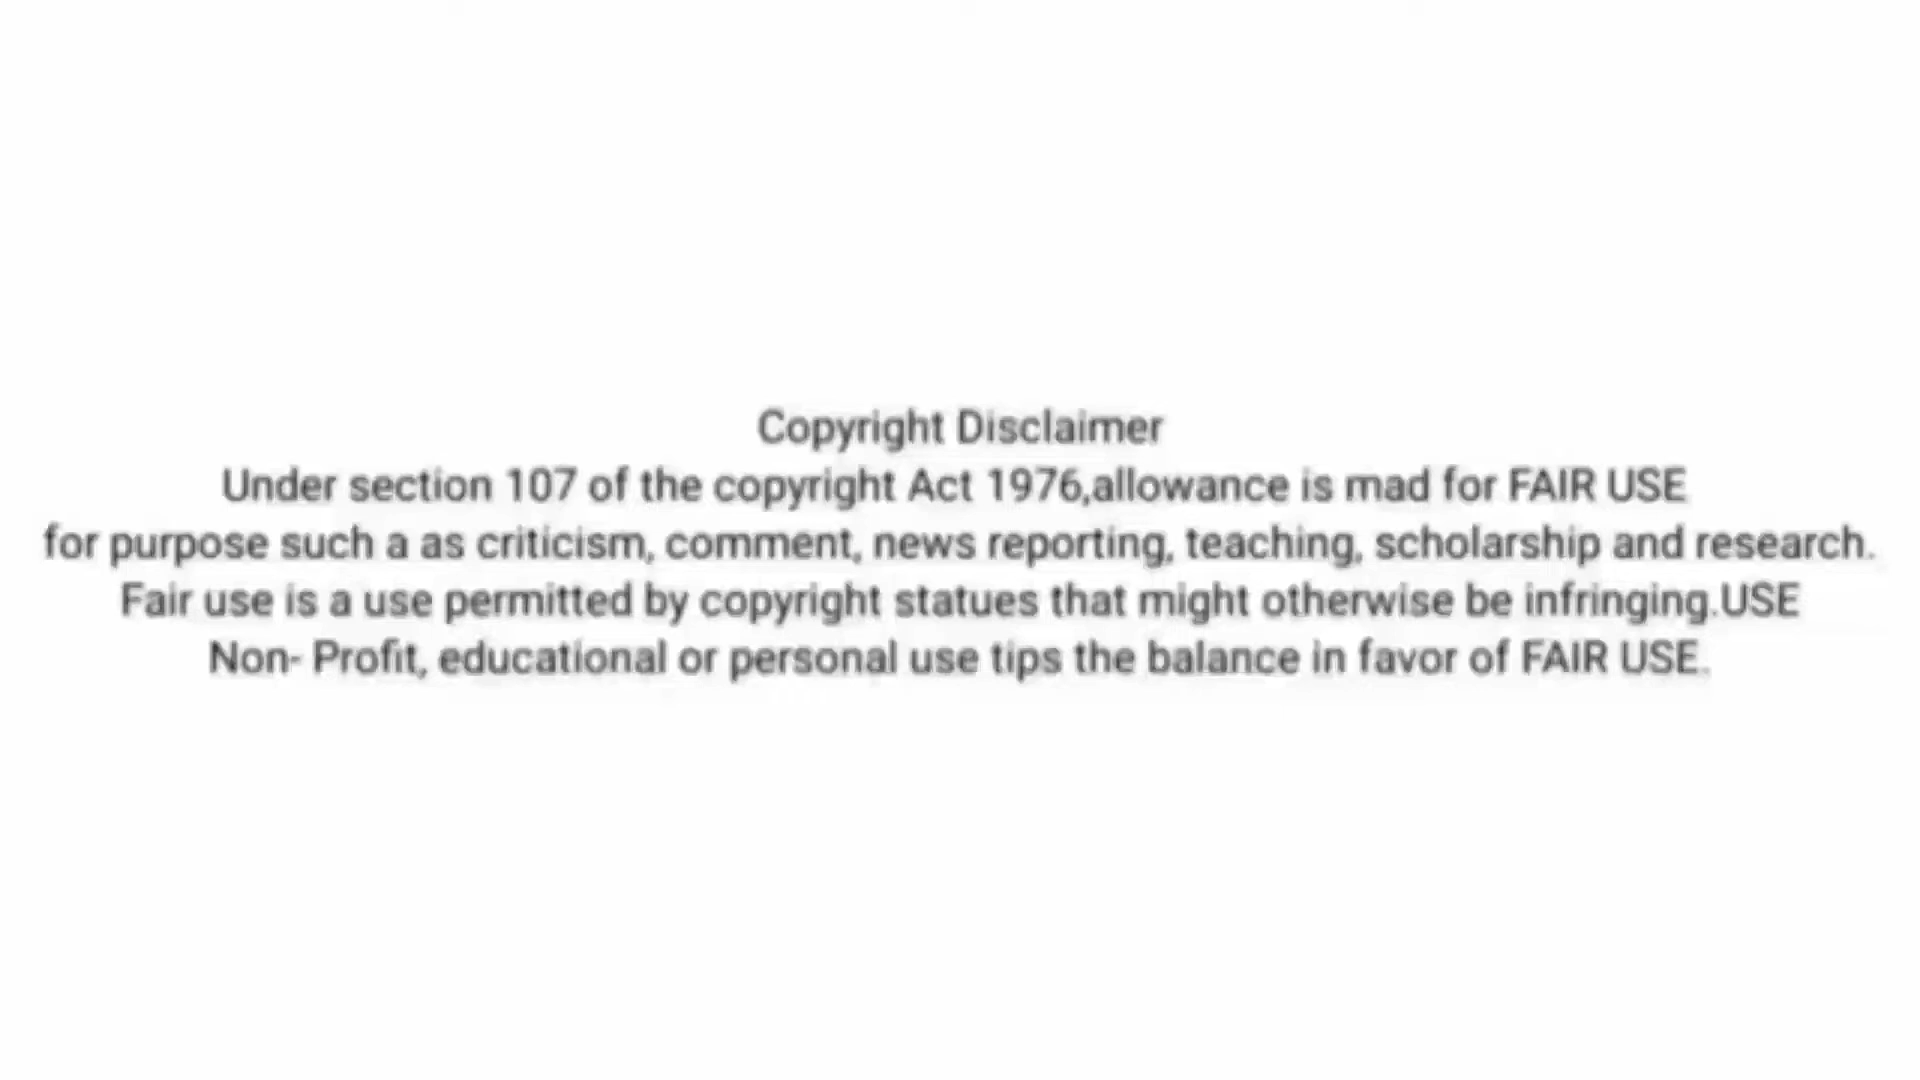 Copyright Disclaimer
Under section 107 of the copyright Act 1976,allowance is mad for FAIR USE
for purpose such a as criticism, comment, news reporting, teaching, scholarship and research.
Fair use is a use permitted by copyright statues that might otherwise be infringing.USE
Non- Profit, educational or personal use tips the balance in favor of FAIR USE.